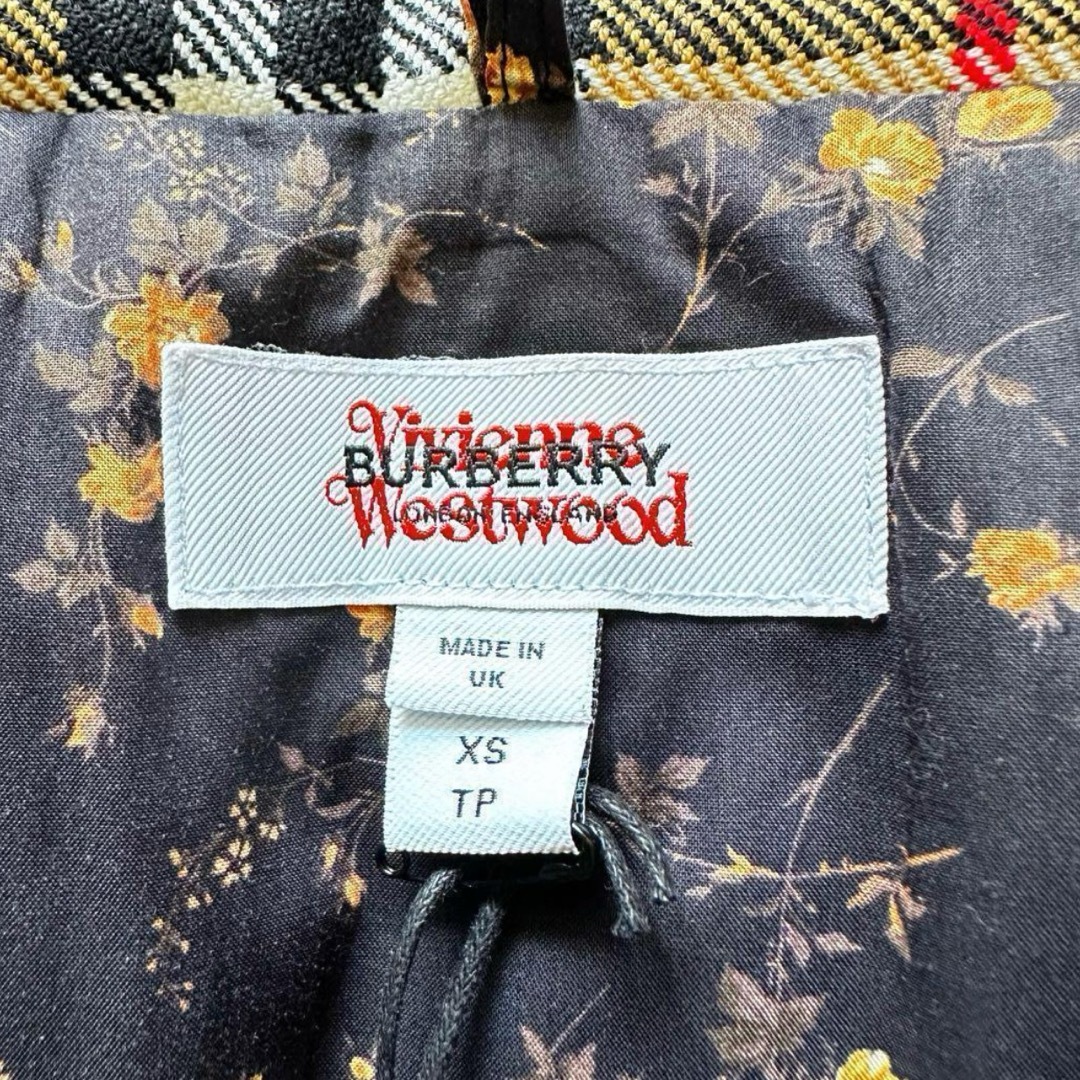 Vivienne
BURBERRY
Westwood
LONDON ENGLAND
MADE IN
UK
XS
TP